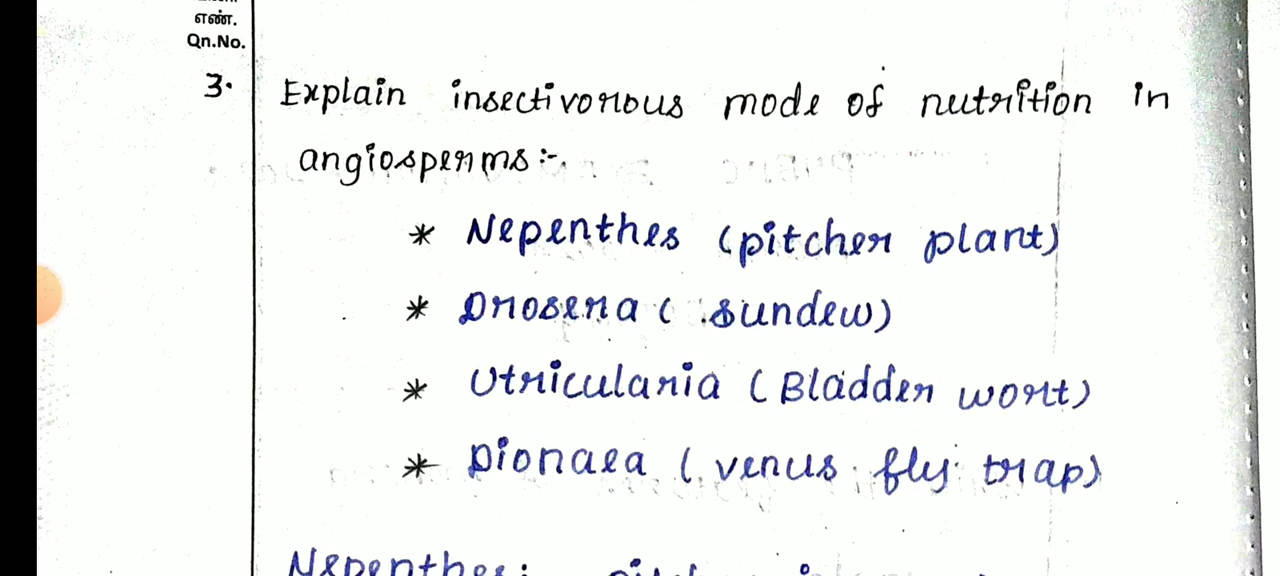 எண்.
Qn.No.
3. Explain insectivorous mode of nutrition in
angiosperms :-
* Nepenthes (pitcher plant)
* Drosera ( sundew)
* Utricularia ( Bladder wort)
* Dionaea ( venus fly trap)
Nepenthes: